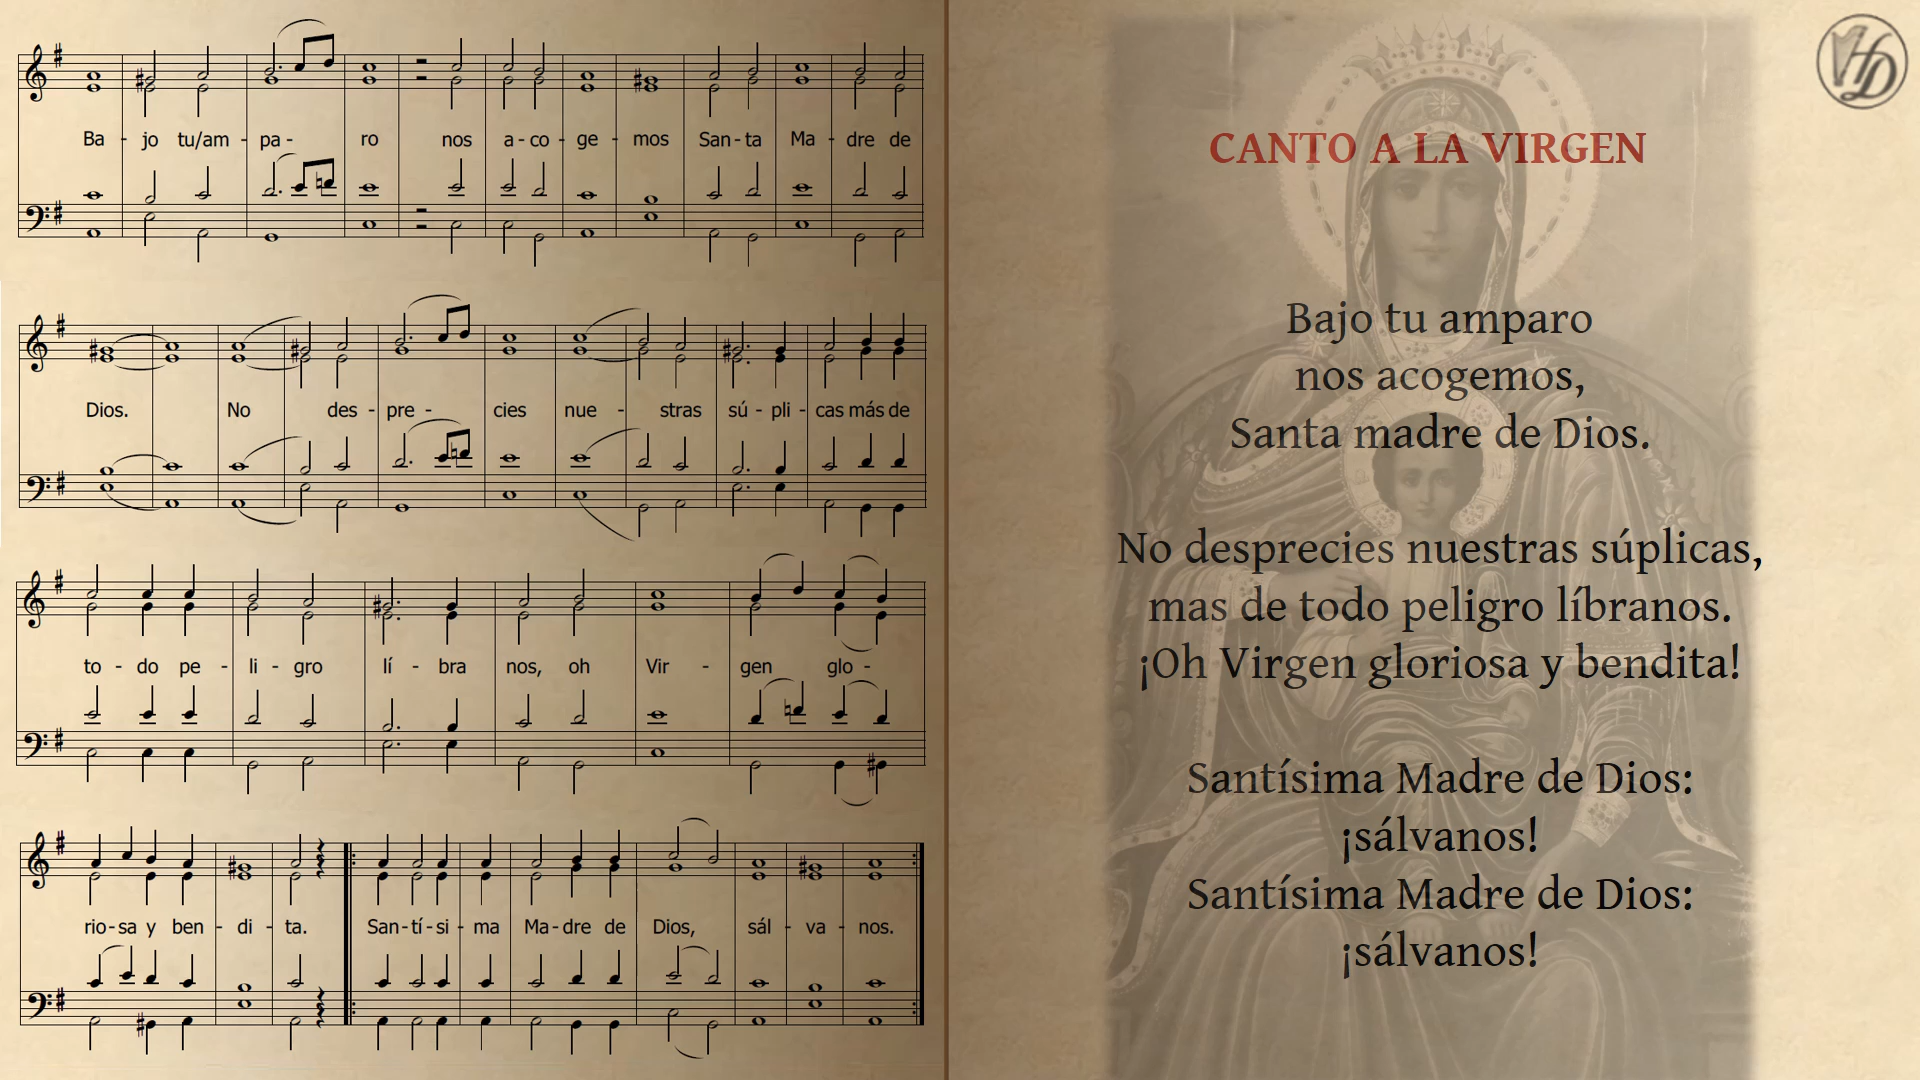 Ba - jo tu/am - pa - ro nos a - co - ge - mos San - ta Ma - dre de
Dios. No des - pre - cies nue - stras sú - pli - cas más de
to - do pe - li - gro lí - bra nos, oh Vir - gen glo -
rio - sa y ben - di - ta. San - tí - si - ma Ma - dre de Dios, sál - va - nos.
HD
CANTO A LA VIRGEN
Bajo tu amparo
nos acogemos,
Santa madre de Dios.
No desprecies nuestras súplicas,
mas de todo peligro líbranos.
¡Oh Virgen gloriosa y bendita!
Santísima Madre de Dios:
¡sálvanos!
Santísima Madre de Dios:
¡sálvanos!